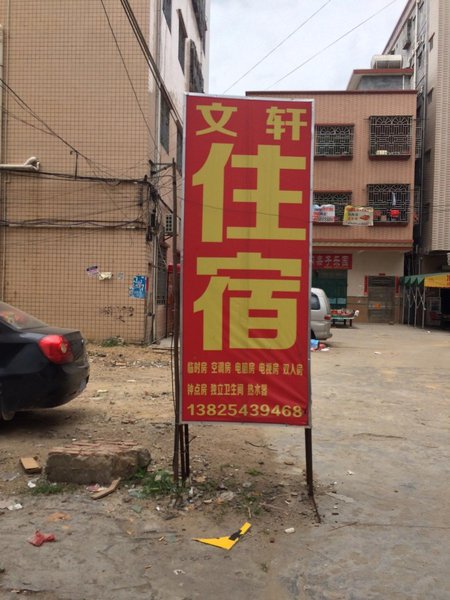 文轩
住
宿
临时房 空调房 电脑房 电视房 双人房
钟点房 独立卫生间 热水器
13825439468